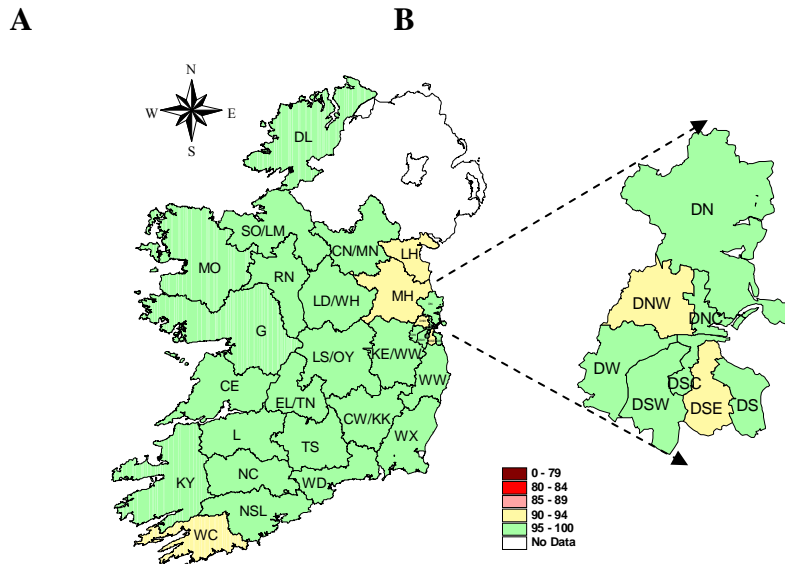 A B
N
W E
S
DL
SO/LM
CN/MN
LH
MO
RN
LD/WH
MH
G
LS/OY
KE/WW
WW
CE
EL/TN
CW/KK
WX
L
TS
KY
NC
WD
NSL
WC
DN
DNW
DNC
DW
DSC
DSW
DSE
DS
0 - 79
80 - 84
85 - 89
90 - 94
95 - 100
No Data